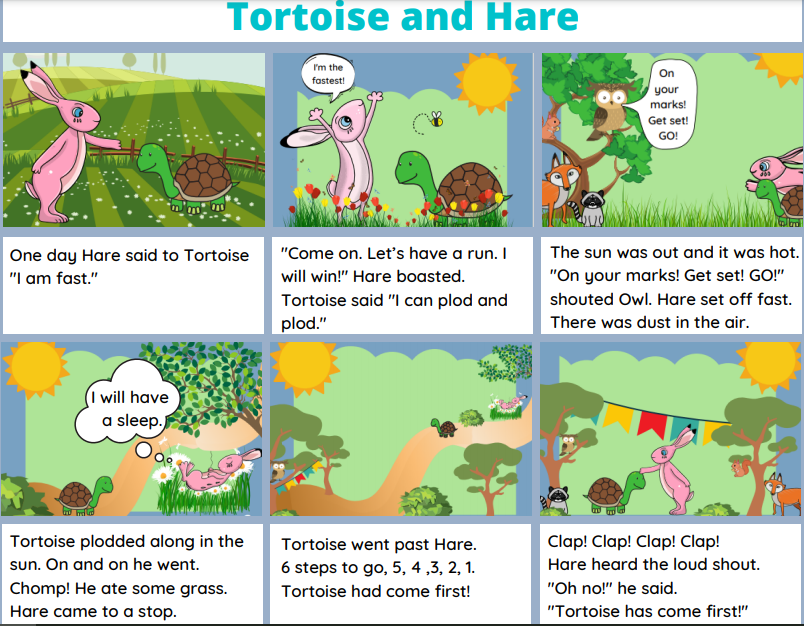 Tortoise and Hare
One day Hare said to Tortoise
"I am fast."
I'm the
fastest!
"Come on. Let's have a run. I
will win!" Hare boasted.
Tortoise said "I can plod and
plod."
On
your
marks!
Get set!
GO!
The sun was out and it was hot.
"On your marks! Get set! GO!"
shouted Owl. Hare set off fast.
There was dust in the air.
I will have
a sleep.
Tortoise plodded along in the
sun. On and on he went.
Chomp! He ate some grass.
Hare came to a stop.
Tortoise went past Hare.
6 steps to go, 5, 4 ,3, 2, 1.
Tortoise had come first!
Clap! Clap! Clap! Clap!
Hare heard the loud shout.
"Oh no!" he said.
"Tortoise has come first!"